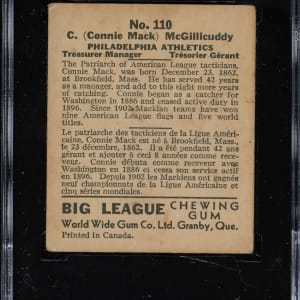 No. 110
C. (Connie Mack) McGillicuddy
PHILADELPHIA ATHLETICS
Treasurer Manager Trésorier Gérant
The Patriarch of American League tacticians,
Connie Mack, was born December 23, 1862,
at Brookfield, Mass. He has served 42 years
as a manager, and add to this eight more years
of catching. Connie began as a catcher for
Washington in 1886 and ceased active duty
in 1896. Since 1902 Mackian teams have
won nine American League flags and five world
titles.
Le patriarche des tacticiens de la Ligue Améri-
caine, Connie Mack est né à Brookfield, Mass.,
le 23 décembre, 1862. Il a été pendant 42 ans
gérant et ajouter à ceci 8 années comme rece-
veur. Connie débuta comme receveur avec
Washington en 1886 et cessa son service actif
en 1896. Depuis 1902 les Mackiens ont gagné
neuf championnats de la Ligue Américaine et
cinq séries mondiales.
BIG LEAGUE CHEWING GUM
World Wide Gum Co. Ltd. Granby, Que.
Printed in Canada.